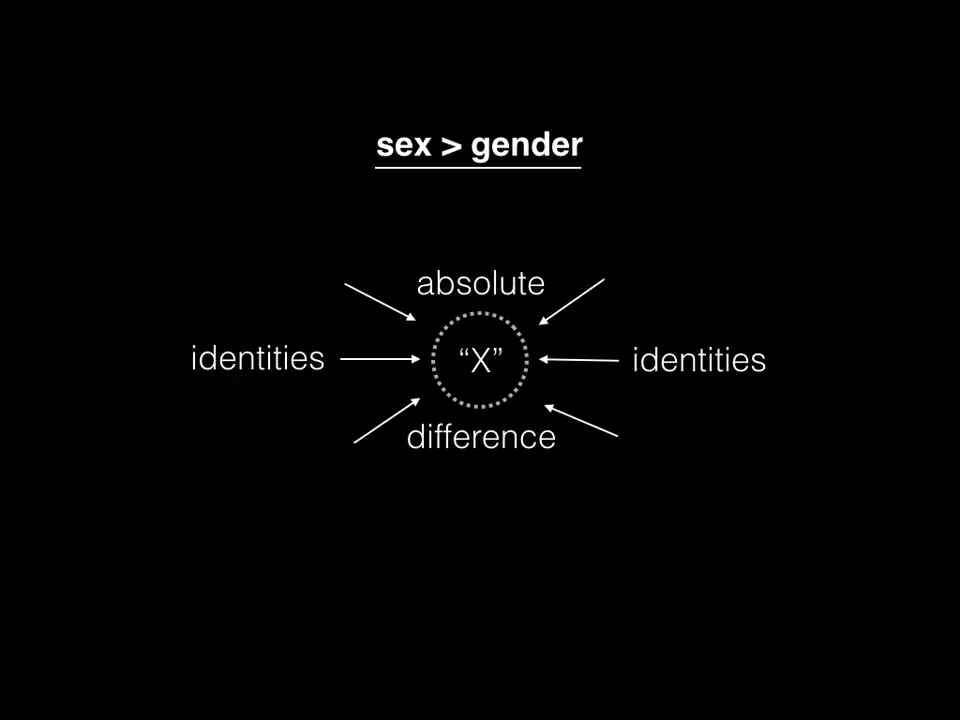 sex > gender
absolute
identities “X” identities
difference